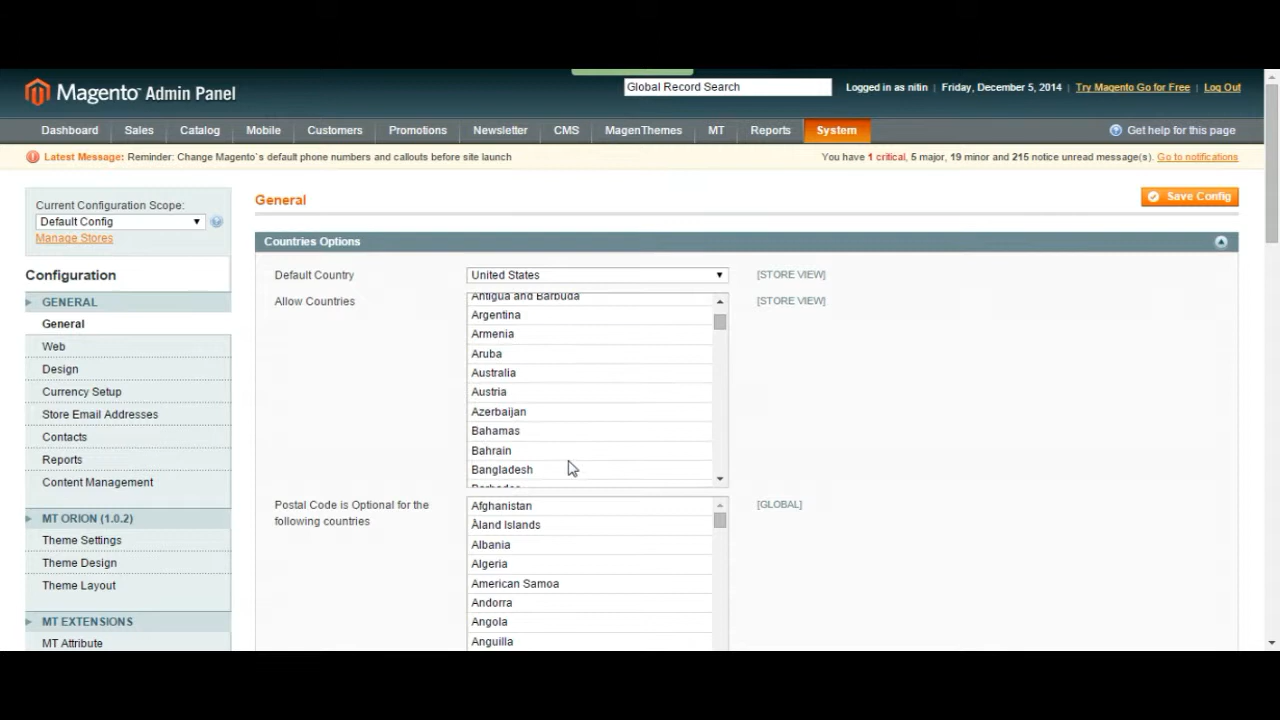 Magento Admin Panel
Global Record Search
Logged in as nitin | Friday, December 5, 2014 | Try Magento Go for Free | Log Out
Dashboard Sales Catalog Mobile Customers Promotions Newsletter CMS MagenThemes MT Reports System
Get help for this page
Latest Message: Reminder: Change Magento`s default phone numbers and callouts before site launch
You have 1 critical, 5 major, 19 minor and 215 notice unread message(s). Go to notifications
Current Configuration Scope:
Default Config
Manage Stores
Configuration
GENERAL
General
Web
Design
Currency Setup
Store Email Addresses
Contacts
Reports
Content Management
MT ORION (1.0.2)
Theme Settings
Theme Design
Theme Layout
MT EXTENSIONS
MT Attribute
General
Save Config
Countries Options
Default Country
United States
[STORE VIEW]
Allow Countries
[STORE VIEW]
Antigua and Barbuda
Argentina
Armenia
Aruba
Australia
Austria
Azerbaijan
Bahamas
Bahrain
Bangladesh
Postal Code is Optional for the
following countries
[GLOBAL]
Afghanistan
Åland Islands
Albania
Algeria
American Samoa
Andorra
Angola
Anguilla